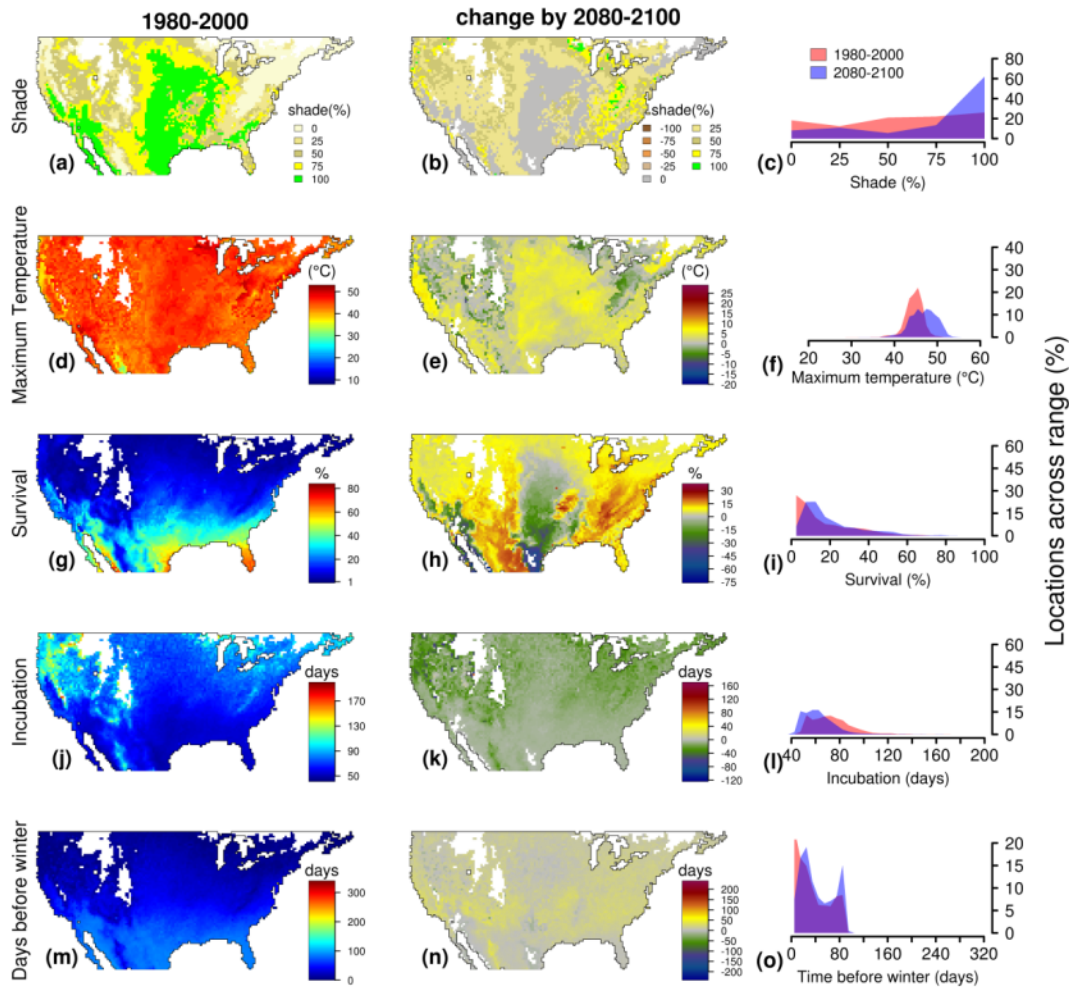 1980-2000
change by 2080-2100
Shade
(a)
shade(%)
0
25
50
75
100
(b)
shade(%)
-100
-75
-50
-25
0
25
50
75
100
1980-2000
2080-2100
80
60
40
20
0
0 25 50 75 100
(c)
Shade (%)
Maximum Temperature
(d)
(°C)
50
40
30
20
10
(e)
(°C)
25
20
15
10
5
0
-5
-10
-15
-20
40
30
20
10
0
20 30 40 50 60
(f)
Maximum temperature (°C)
Locations across range (%)
Survival
(g)
%
80
60
40
20
1
(h)
%
30
15
0
-15
-30
-45
-60
-75
60
45
30
15
0
0 20 40 60 80 100
(i)
Survival (%)
Incubation
(j)
days
170
130
90
50
(k)
days
160
120
80
40
0
-40
-80
-120
60
45
30
15
0
40 80 120 160 200
(l)
Incubation (days)
Days before winter
(m)
days
300
200
100
0
(n)
days
200
150
100
50
0
-50
-100
-150
-200
20
15
10
5
0
0 80 160 240 320
(o)
Time before winter (days)